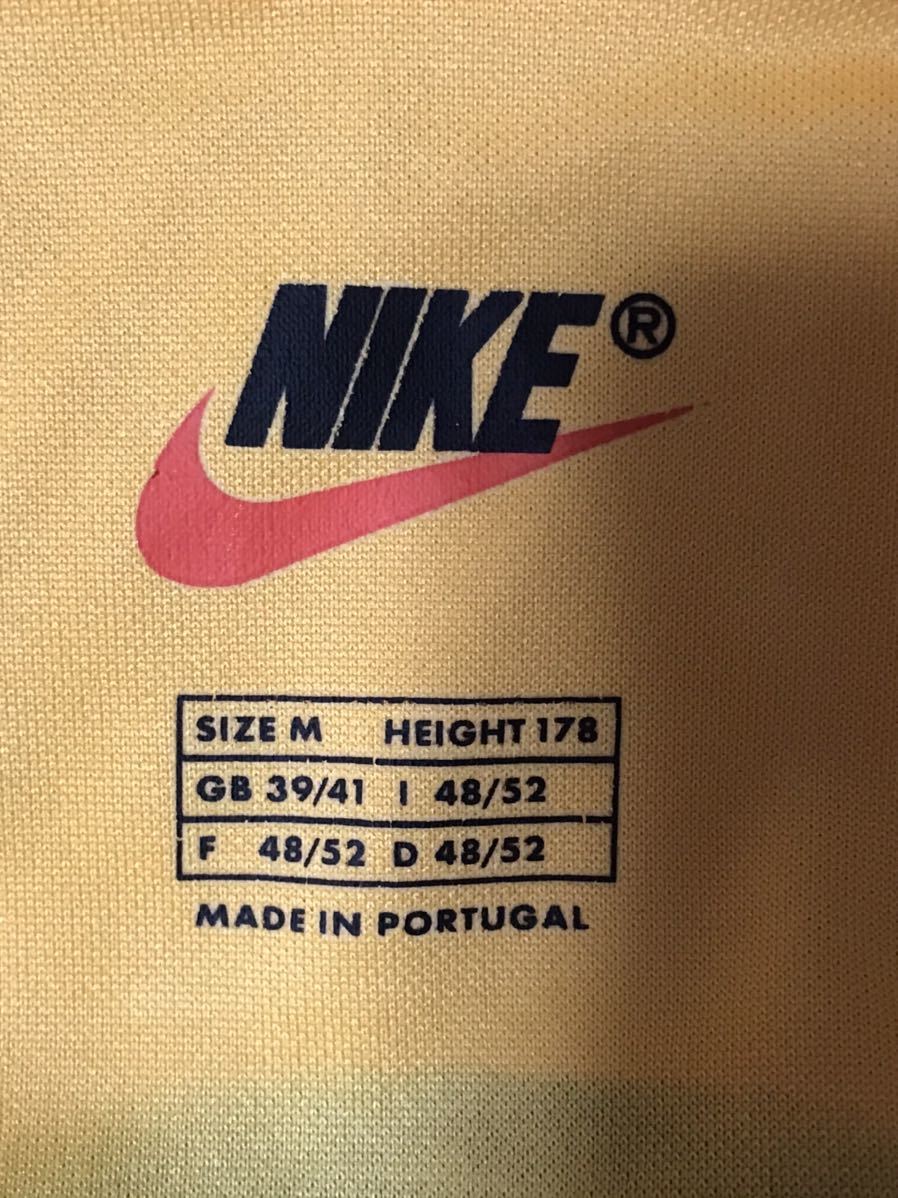 NIKE®
SIZE M HEIGHT 178
GB 39/41 I 48/52
F 48/52 D 48/52
MADE IN PORTUGAL